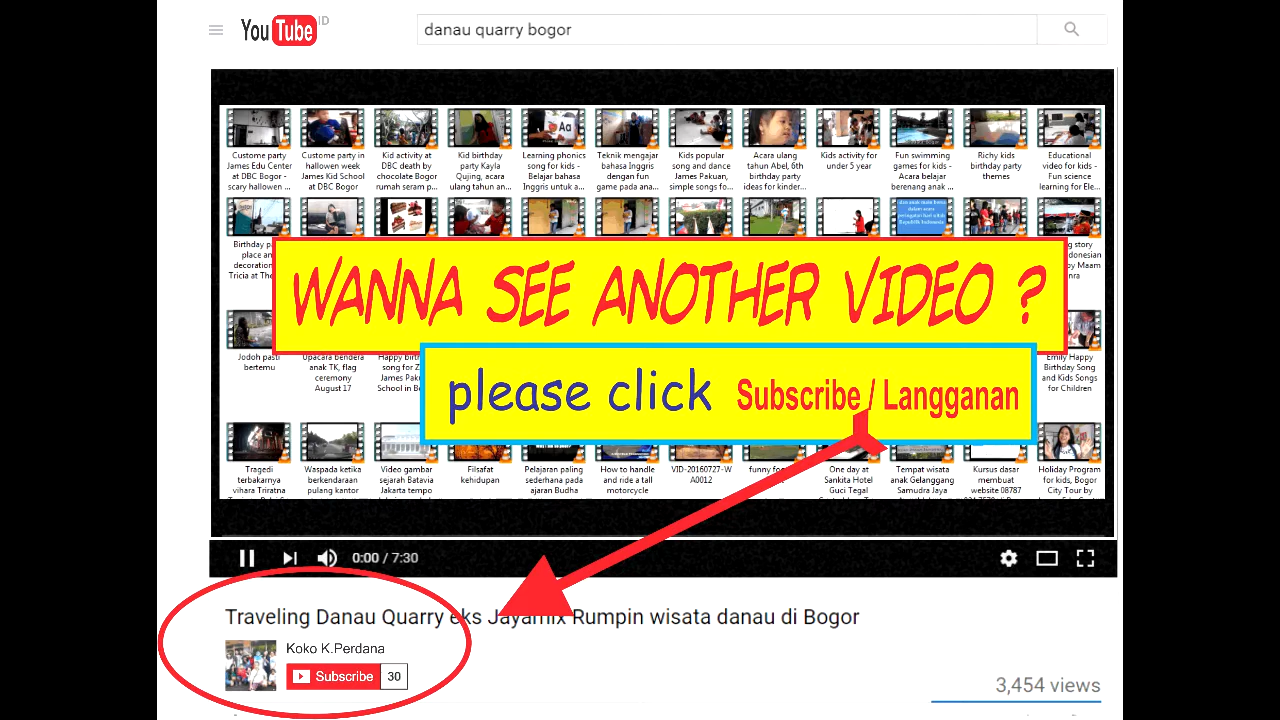 YouTube ID
danau quarry bogor
Custome party James Edu Center at DBC Bogor - scary hallowen ...
Custome party in hallowen week James Kid School at DBC Bogor
Kid activity at DBC death by chocolate Bogor rumah seram p...
Kid birthday party Kayla Qujing, acara ulang tahun an...
Learning phonics song for kids - Belajar bahasa Inggris untuk a...
Teknik mengajar bahasa Inggris dengan fun game pada ana...
Kids popular song and dance James Pakuan, simple songs fo...
Acara ulang tahun Abel, 6th birthday party ideas for kinder...
Kids activity for under 5 year
Fun swimming games for kids - Acara belajar berenang anak ...
Richy kids birthday party themes
Educational video for kids - Fun science learning for Ele...
WANNA SEE ANOTHER VIDEO ?
please click Subscribe / Langganan
Jodoh pasti bertemu
Upacara bendera anak TK, flag ceremony August 17
Emily Happy Birthday Song and Kids Songs for Children
Tragedi terbakarnya vihara Triratna
Waspada ketika berkendaraan pulang kantor
Video gambar sejarah Batavia Jakarta tempo
Filsafat kehidupan
Pelajaran paling sederhana pada ajaran Budha
How to handle and ride a tall motorcycle
VID-20160727-WA0012
One day at Sankita Hotel Guci Tegal
Tempat wisata anak Gelanggang Samudra Jaya
Kursus dasar membuat website 08787
Holiday Program for kids, Bogor City Tour by
0:00 / 7:30
Traveling Danau Quarry eks Jayamix Rumpin wisata danau di Bogor
Koko K.Perdana
Subscribe 30
3,454 views